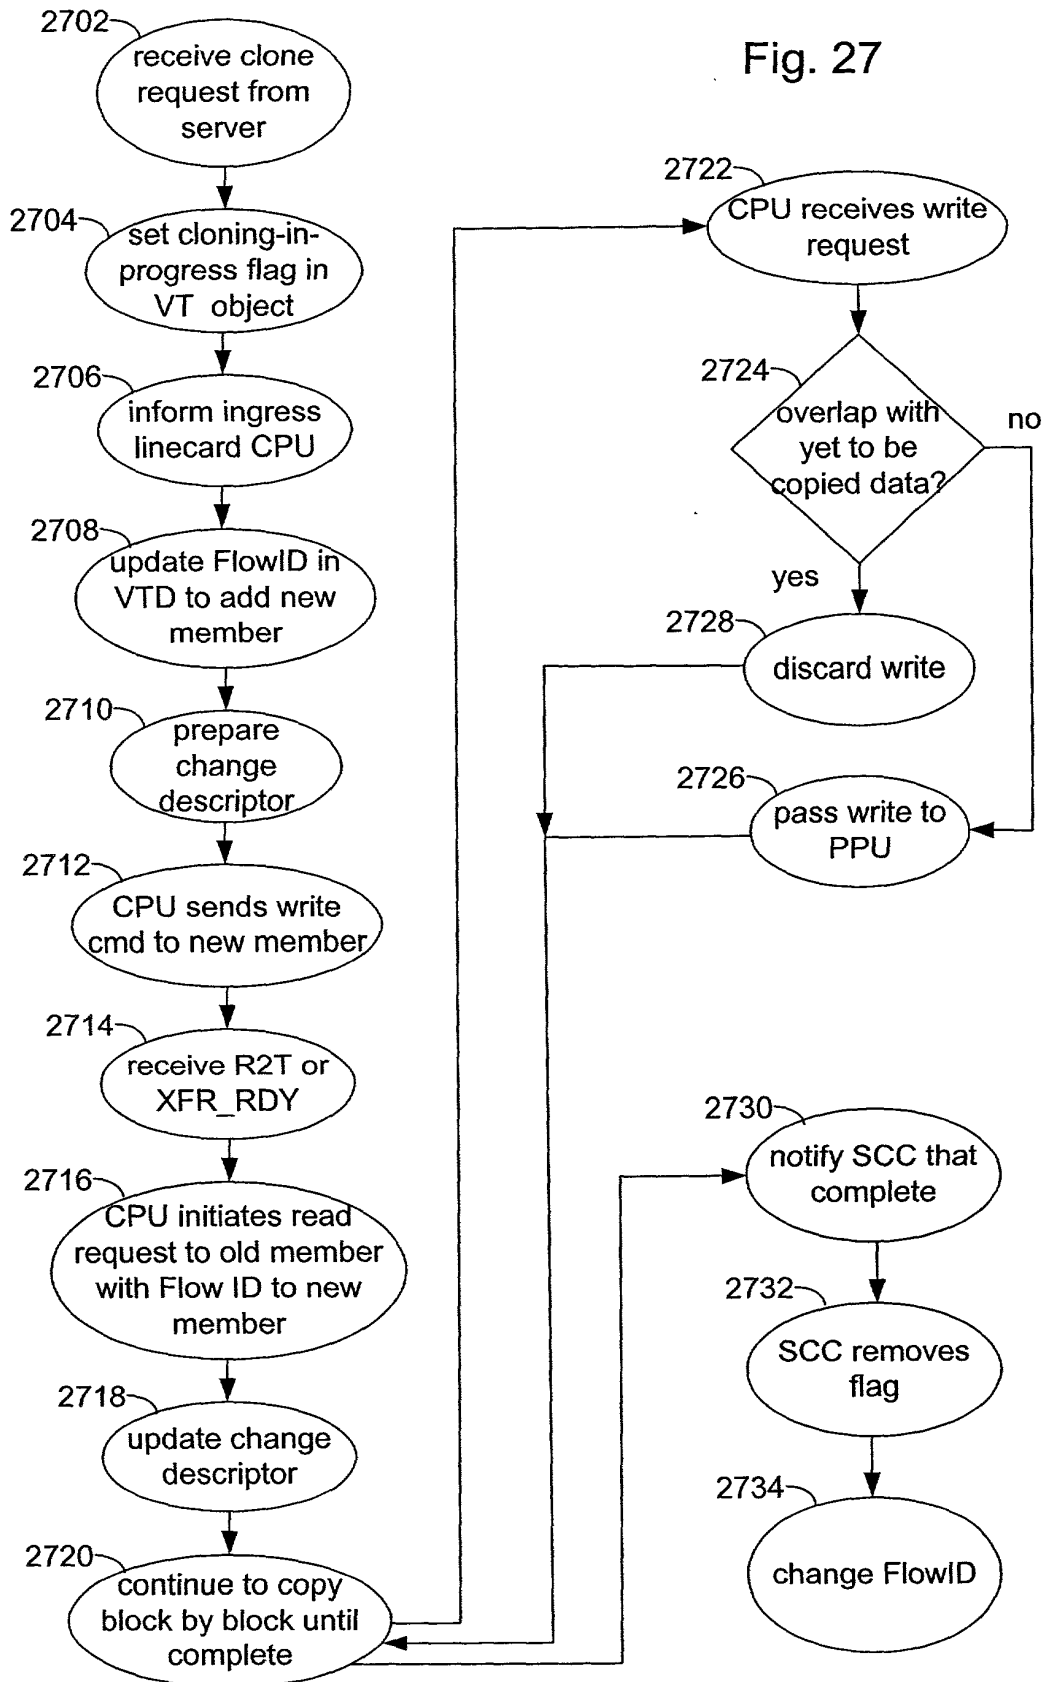 Fig. 27
2702
receive clone
request from
server
2704
set cloning-in-
progress flag in
VT object
2706
inform ingress
linecard CPU
2708
update FlowID in
VTD to add new
member
2710
prepare
change
descriptor
2712
CPU sends write
cmd to new member
2714
receive R2T or
XFR_RDY
2716
CPU initiates read
request to old member
with Flow ID to new
member
2718
update change
descriptor
2720
continue to copy
block by block until
complete
2722
CPU receives write
request
2724
overlap with
yet to be
copied data?
no
yes
2728
discard write
2726
pass write to
PPU
2730
notify SCC that
complete
2732
SCC removes
flag
2734
change FlowID